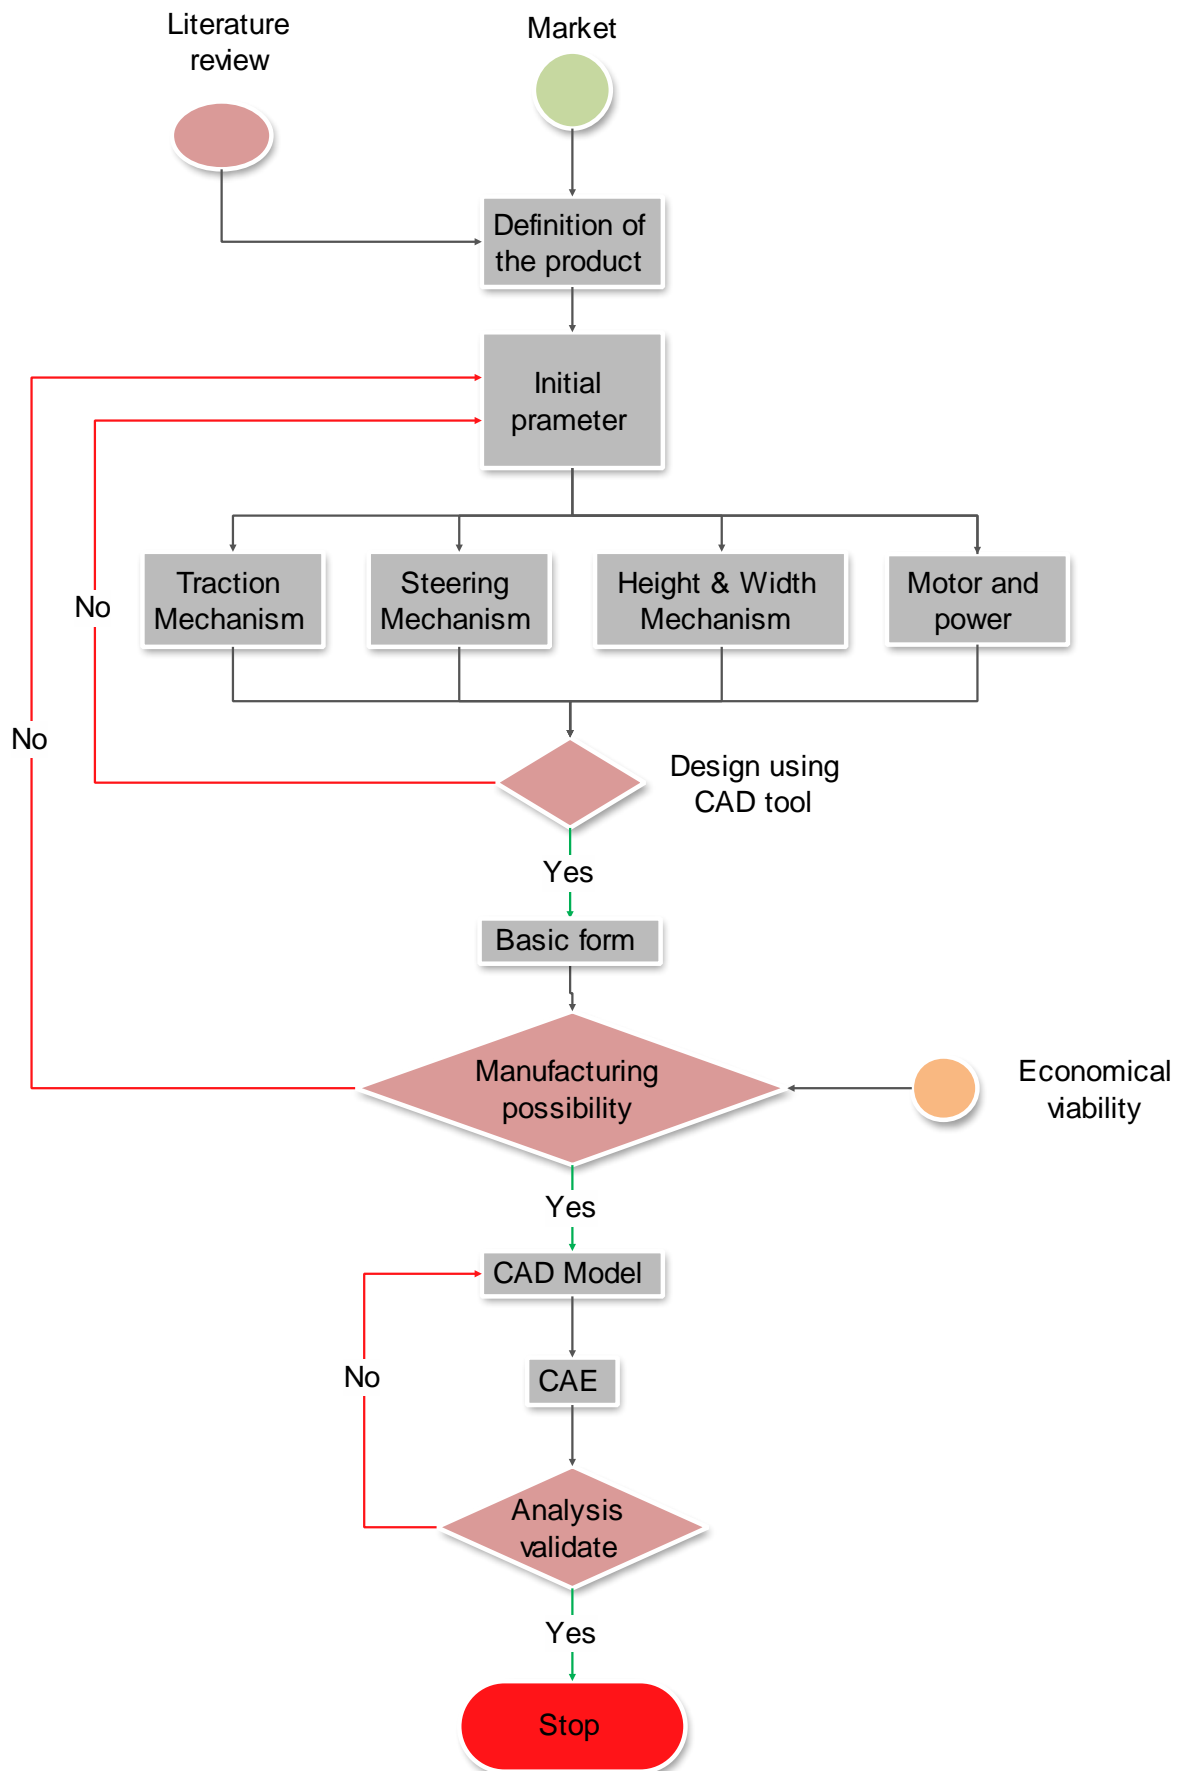 Literature
review
Market
Definition of
the product
Initial
prameter
Traction
Mechanism
Steering
Mechanism
Height & Width
Mechanism
Motor and
power
No
No
Design using
CAD tool
Yes
Basic form
Manufacturing
possibility
Economical
viability
Yes
CAD Model
No
CAE
Analysis
validate
Yes
Stop